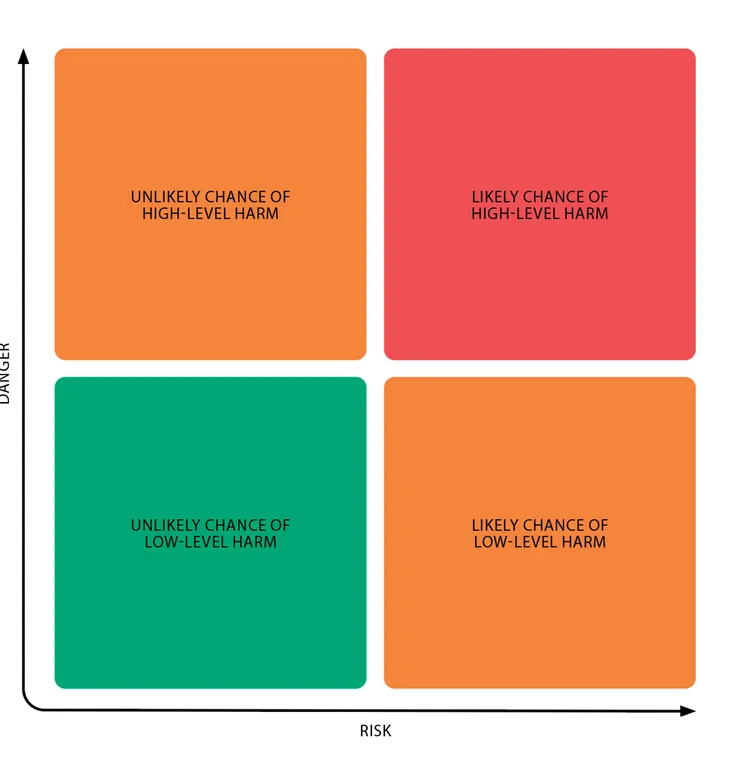 UNLIKELY CHANCE OF
HIGH-LEVEL HARM
LIKELY CHANCE OF
HIGH-LEVEL HARM
DANGER
UNLIKELY CHANCE OF
LOW-LEVEL HARM
LIKELY CHANCE OF
LOW-LEVEL HARM
RISK